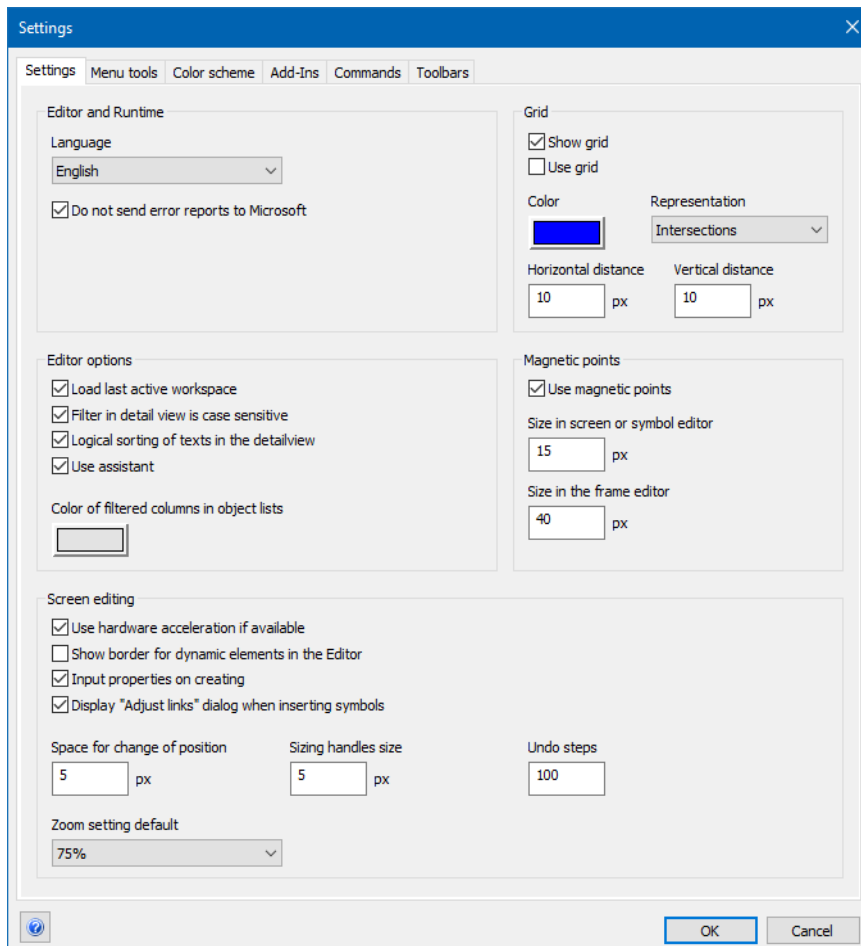 Settings
Settings Menu tools Color scheme Add-Ins Commands Toolbars
Editor and Runtime
Language
English
Do not send error reports to Microsoft
Grid
Show grid
Use grid
Color Representation
Intersections
Horizontal distance Vertical distance
10 px 10 px
Editor options
Load last active workspace
Filter in detail view is case sensitive
Logical sorting of texts in the detailview
Use assistant
Color of filtered columns in object lists
Magnetic points
Use magnetic points
Size in screen or symbol editor
15 px
Size in the frame editor
40 px
Screen editing
Use hardware acceleration if available
Show border for dynamic elements in the Editor
Input properties on creating
Display "Adjust links" dialog when inserting symbols
Space for change of position Sizing handles size Undo steps
5 px 5 px 100
Zoom setting default
75%
? OK Cancel